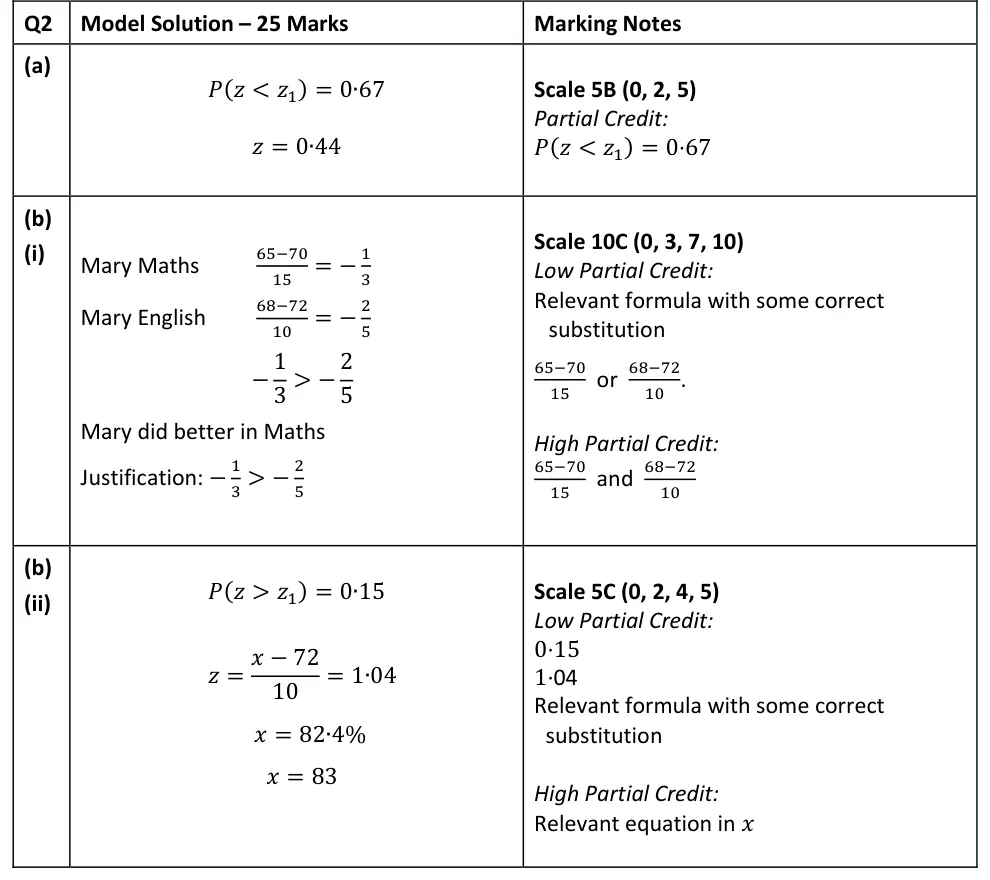 Q2 Model Solution – 25 Marks Marking Notes
(a)
P(z < z₁) = 0·67
z = 0·44
Scale 5B (0, 2, 5)
Partial Credit:
P(z < z₁) = 0·67
(b)
(i)
Mary Maths (65−70)/15 = −1/3
Mary English (68−72)/10 = −2/5
−1/3 > −2/5
Mary did better in Maths
Justification: −1/3 > −2/5
Scale 10C (0, 3, 7, 10)
Low Partial Credit:
Relevant formula with some correct
substitution
(65−70)/15 or (68−72)/10.
High Partial Credit:
(65−70)/15 and (68−72)/10
(b)
(ii)
P(z > z₁) = 0·15
z = (x − 72)/10 = 1·04
x = 82·4%
x = 83
Scale 5C (0, 2, 4, 5)
Low Partial Credit:
0·15
1·04
Relevant formula with some correct
substitution
High Partial Credit:
Relevant equation in x